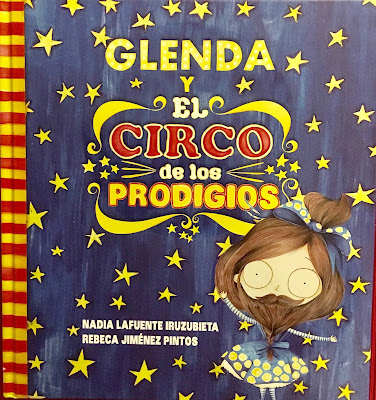 GLENDA
Y
EL
CIRCO
de los
PRODIGIOS
NADIA LAFUENTE IRUZUBIETA
REBECA JIMÉNEZ PINTOS